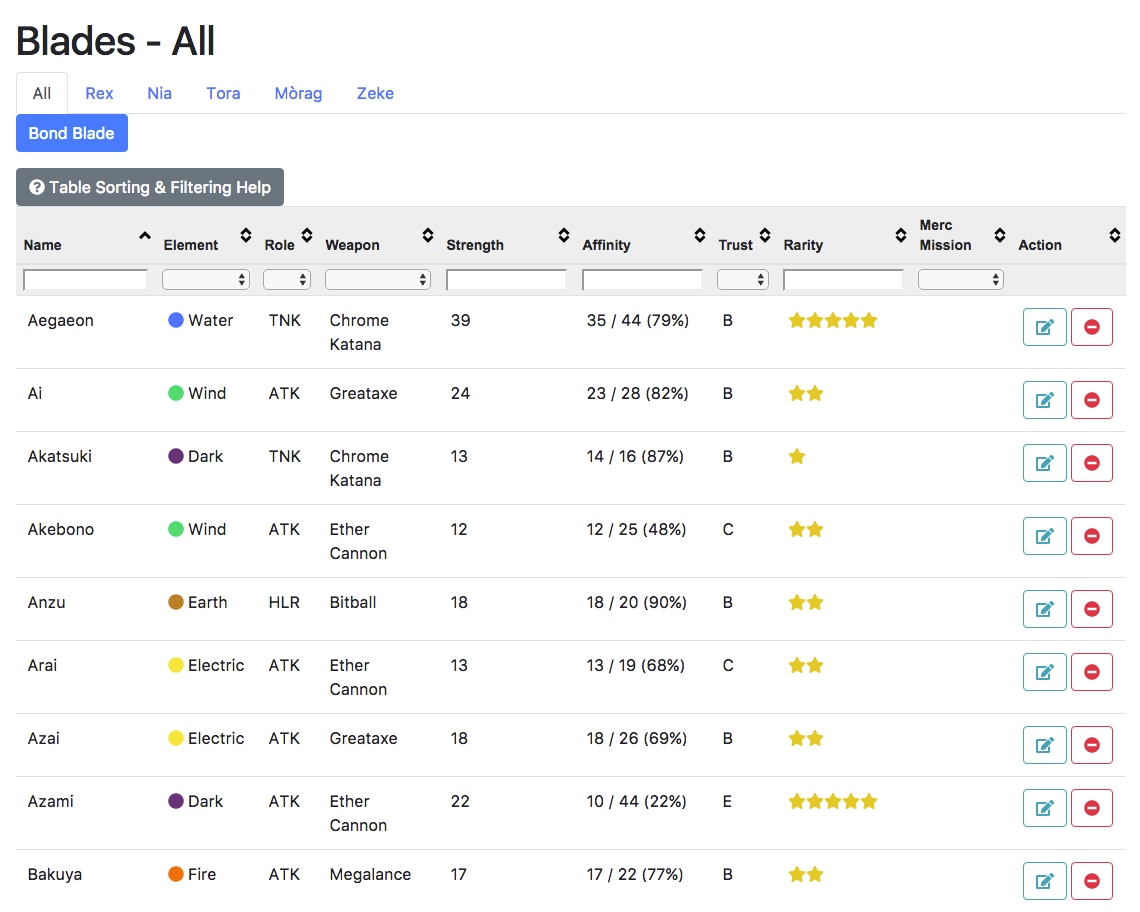 Blades - All
All Rex Nia Tora Mòrag Zeke
Bond Blade
Table Sorting & Filtering Help
Name Element Role Weapon Strength Affinity Trust Rarity Merc Mission Action
Aegaeon Water TNK Chrome Katana 39 35 / 44 (79%) B
Ai Wind ATK Greataxe 24 23 / 28 (82%) B
Akatsuki Dark TNK Chrome Katana 13 14 / 16 (87%) B
Akebono Wind ATK Ether Cannon 12 12 / 25 (48%) C
Anzu Earth HLR Bitball 18 18 / 20 (90%) B
Arai Electric ATK Ether Cannon 13 13 / 19 (68%) C
Azai Electric ATK Greataxe 18 18 / 26 (69%) B
Azami Dark ATK Ether Cannon 22 10 / 44 (22%) E
Bakuya Fire ATK Megalance 17 17 / 22 (77%) B